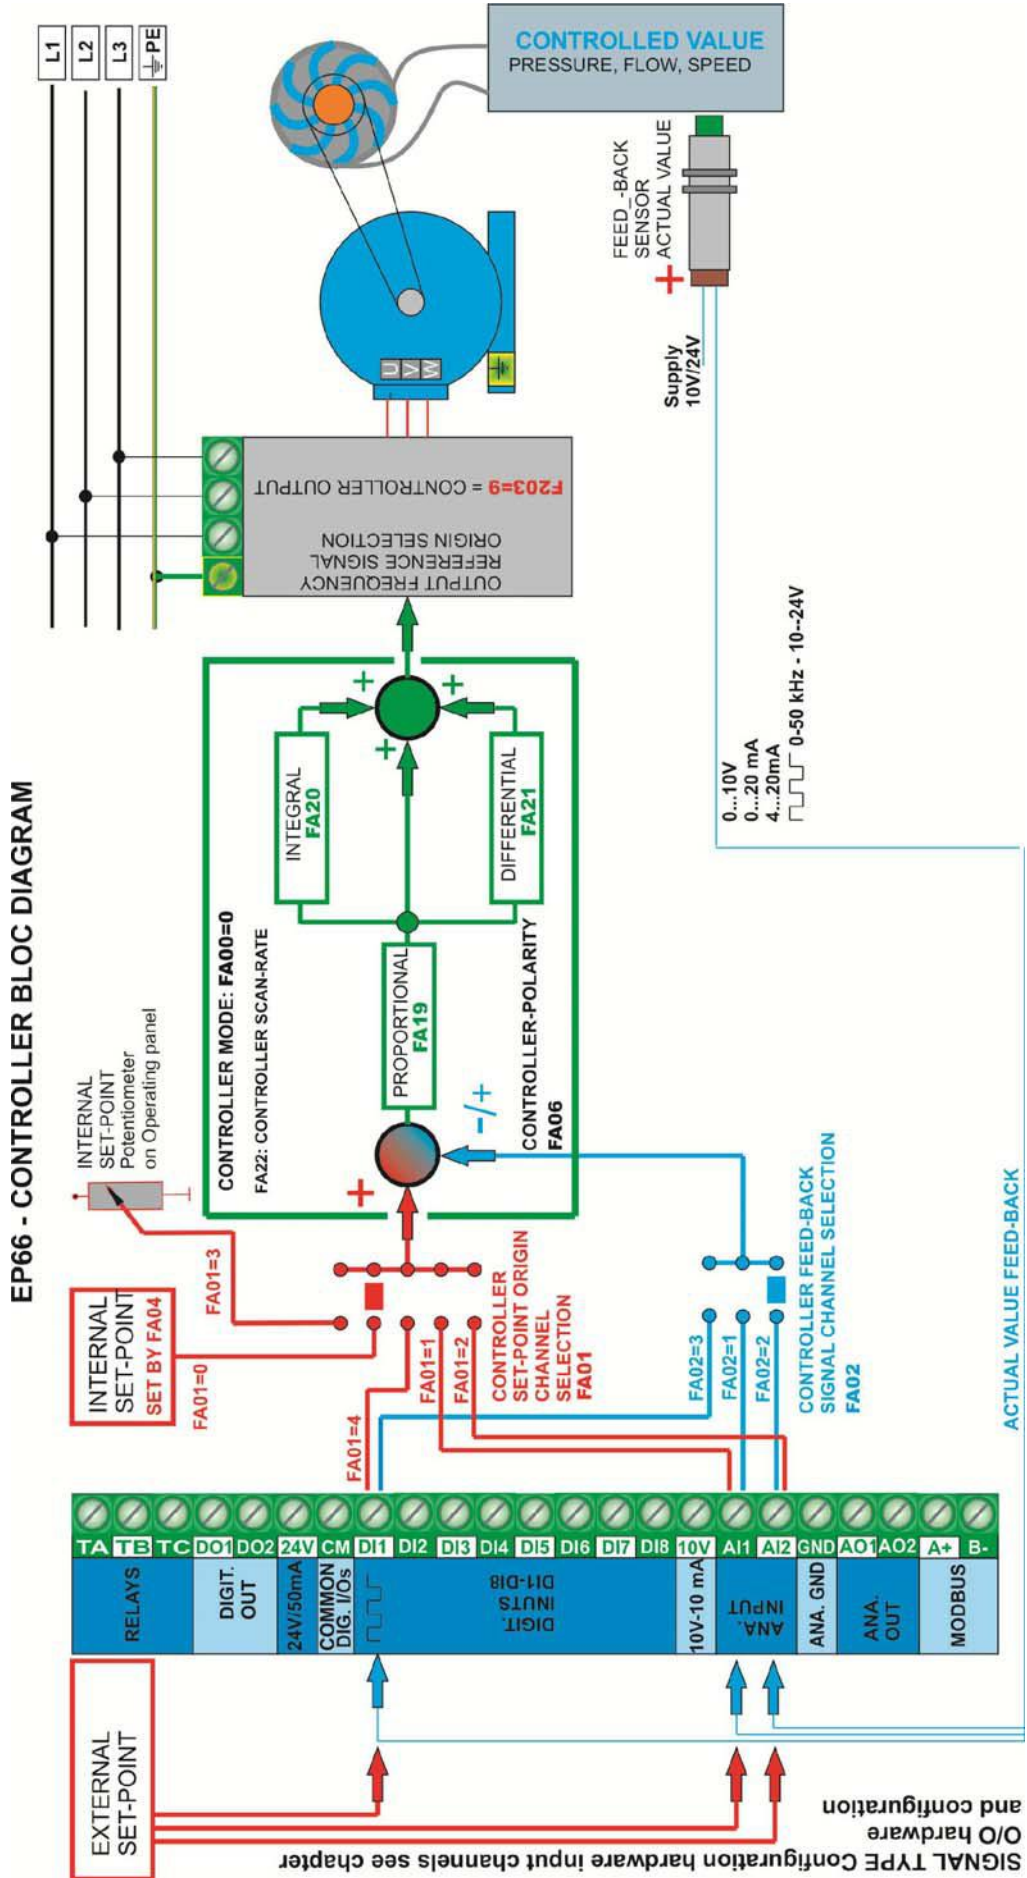 EP66 - CONTROLLER BLOC DIAGRAM
L1
L2
L3
PE
CONTROLLED VALUE
PRESSURE, FLOW, SPEED
FEED_-BACK
SENSOR
ACTUAL VALUE
+
Supply
10V/24V
U
V
W
OUTPUT FREQUENCY
REFERENCE SIGNAL
ORIGIN SELECTION
F203=9 = CONTROLLER OUTPUT
0...10V
0...20 mA
4...20mA
0-50 kHz - 10--24V
CONTROLLER MODE: FA00=0
FA22: CONTROLLER SCAN-RATE
INTEGRAL
FA20
PROPORTIONAL
FA19
DIFFERENTIAL
FA21
+
+
+
+
-/+
CONTROLLER-POLARITY
FA06
INTERNAL
SET-POINT
Potentiometer
on Operating panel
INTERNAL
SET-POINT
SET BY FA04
FA01=3
FA01=0
FA01=4
FA01=1
FA01=2
CONTROLLER
SET-POINT ORIGIN
CHANNEL
SELECTION
FA01
FA02=3
FA02=1
FA02=2
CONTROLLER FEED-BACK
SIGNAL CHANNEL SELECTION
FA02
ACTUAL VALUE FEED-BACK
TA TB TC DO1 DO2 24V CM DI1 DI2 DI3 DI4 DI5 DI6 DI7 DI8 10V AI1 AI2 GND AO1 AO2 A+ B-
RELAYS
DIGIT.
OUT
24V/50mA
COMMON
DIG. I/Os
DIGIT.
INUTS
DI1-DI8
10V-10 mA
ANA.
INPUT
ANA. GND
ANA.
OUT
MODBUS
EXTERNAL
SET-POINT
SIGNAL TYPE Configuration hardware input channels see chapter
O/O hardware
and configuration